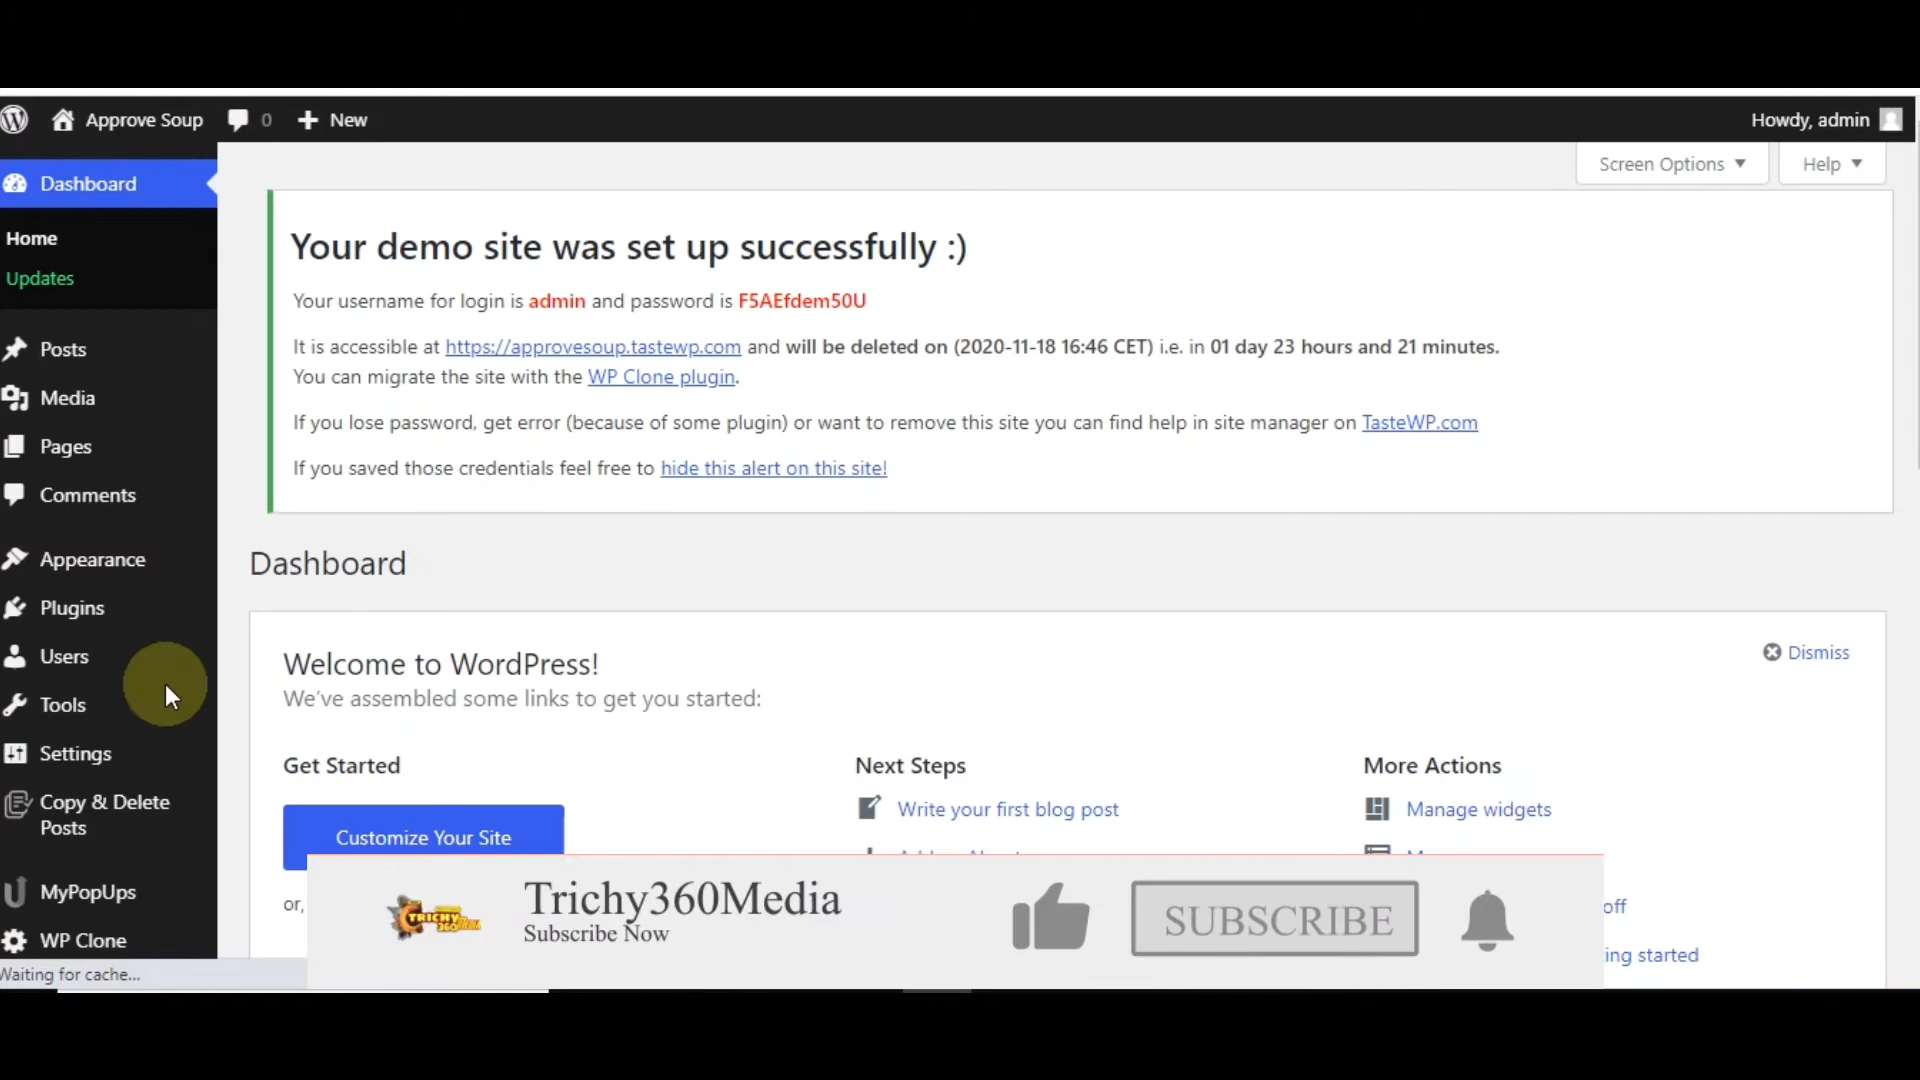 Approve Soup 0 New Howdy, admin
Screen Options Help
Dashboard
Home
Updates
Posts
Media
Pages
Comments
Appearance
Plugins
Users
Tools
Settings
Copy & Delete
Posts
MyPopUps
WP Clone
Waiting for cache...
Your demo site was set up successfully :)
Your username for login is admin and password is F5AEfdem50U
It is accessible at https://approvesoup.tastewp.com and will be deleted on (2020-11-18 16:46 CET) i.e. in 01 day 23 hours and 21 minutes.
You can migrate the site with the WP Clone plugin.
If you lose password, get error (because of some plugin) or want to remove this site you can find help in site manager on TasteWP.com
If you saved those credentials feel free to hide this alert on this site!
Dashboard
Welcome to WordPress!
Dismiss
We've assembled some links to get you started:
Get Started
Customize Your Site
or,
Next Steps
Write your first blog post
More Actions
Manage widgets
off
ing started
TRICHY
Trichy360Media
Subscribe Now
SUBSCRIBE